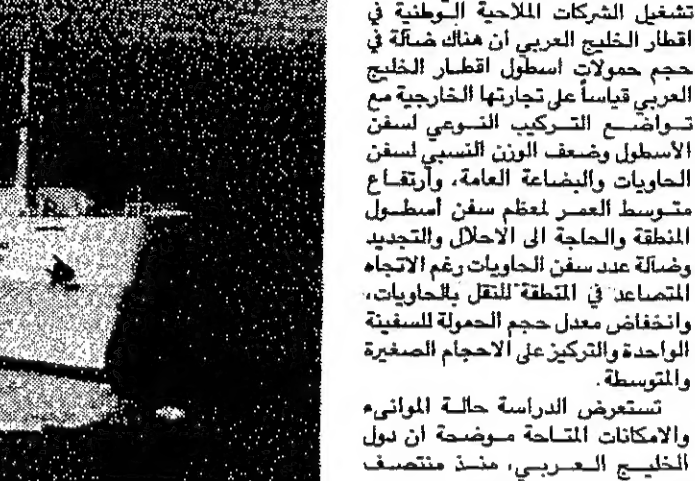 تشغيل الشركات الملاحية الوطنية في
اقطار الخليج العربي ان هناك ضآلة في
حجم حمولات اسطول اقطار الخليج
العربي قياساً على تجارتها الخارجية مع
تواضع التركيب النوعي لسفن
الأسطول وضعف الوزن النسبي لسفن
الحاويات والبضاعة العامة، وارتفاع
متوسط العمر لمعظم سفن أسطول
المنطقة والحاجة الى الاحلال والتجديد
وضآلة عدد سفن الحاويات رغم الاتجاه
المتصاعد في المنطقة للنقل بالحاويات،
وانخفاض معدل حجم الحمولة للسفينة
الواحدة والتركيز على الاحجام الصغيرة
والمتوسطة.
تستعرض الدراسة حالة الموانىء
والامكانات المتاحة موضحة ان دول
الخليج العربي، منذ منتصف